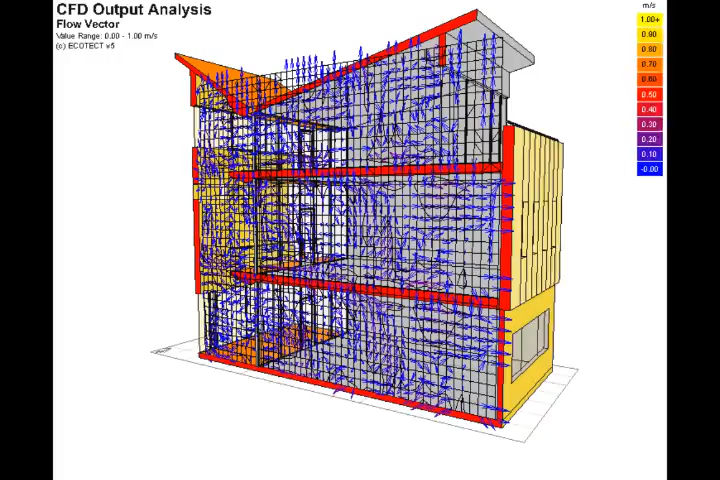 CFD Output Analysis
Flow Vector
Value Range: 0.00 - 1.00 m/s
(c) ECOTECT v5
m/s
1.00+
0.90
0.80
0.70
0.60
0.50
0.40
0.30
0.20
0.10
-0.00